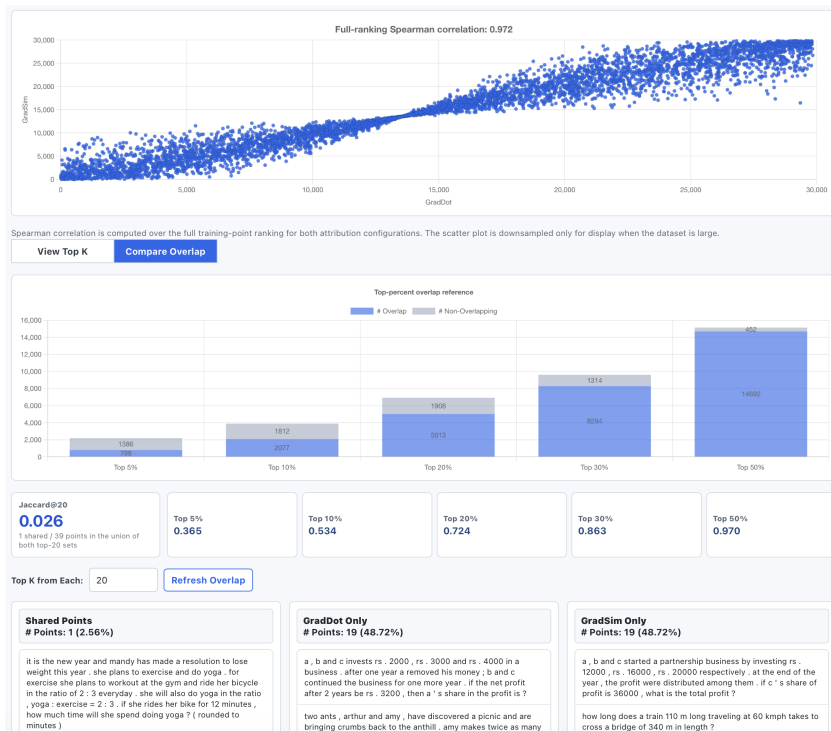 Full-ranking Spearman correlation: 0.972
30,000
25,000
20,000
15,000
10,000
5,000
0
GradSim
0
5,000
10,000
15,000
20,000
25,000
30,000
GradDot
Spearman correlation is computed over the full training-point ranking for both attribution configurations. The scatter plot is downsampled only for display when the dataset is large.
View Top K
Compare Overlap
Top-percent overlap reference
# Overlap
# Non-Overlapping
16,000
14,000
12,000
10,000
8,000
6,000
4,000
2,000
0
1386
798
1812
2077
1908
5013
1314
8294
452
14692
Top 5%
Top 10%
Top 20%
Top 30%
Top 50%
Jaccard@20
0.026
1 shared / 39 points in the union of
both top-20 sets
Top 5%
0.365
Top 10%
0.534
Top 20%
0.724
Top 30%
0.863
Top 50%
0.970
Top K from Each:
20
Refresh Overlap
Shared Points
# Points: 1 (2.56%)
it is the new year and mandy has made a resolution to lose
weight this year . she plans to exercise and do yoga . for
exercise she plans to workout at the gym and ride her bicycle
in the ratio of 2 : 3 everyday . she will also do yoga in the ratio
, yoga : exercise = 2 : 3 . if she rides her bike for 12 minutes ,
how much time will she spend doing yoga ? ( rounded to
minutes )
GradDot Only
# Points: 19 (48.72%)
a , b and c invests rs . 2000 , rs . 3000 and rs . 4000 in a
business . after one year a removed his money ; b and c
continued the business for one more year . if the net profit
after 2 years be rs . 3200 , then a ' s share in the profit is ?
two ants , arthur and amy , have discovered a picnic and are
bringing crumbs back to the anthill . amy makes twice as many
GradSim Only
# Points: 19 (48.72%)
a , b and c started a partnership business by investing rs .
12000 , rs . 16000 , rs . 20000 respectively . at the end of the
year , the profit were distributed among them . if c ' s share of
profit is 36000 , what is the total profit ?
how long does a train 110 m long traveling at 60 kmph takes to
cross a bridge of 340 m in length ?